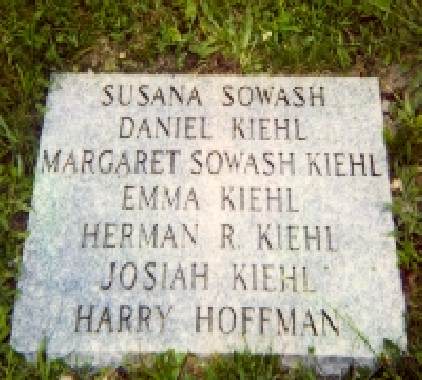 SUSANA SOWASH
DANIEL KIEHL
MARGARET SOWASH KIEHL
EMMA KIEHL
HERMAN R. KIEHL
JOSIAH KIEHL
HARRY HOFFMAN